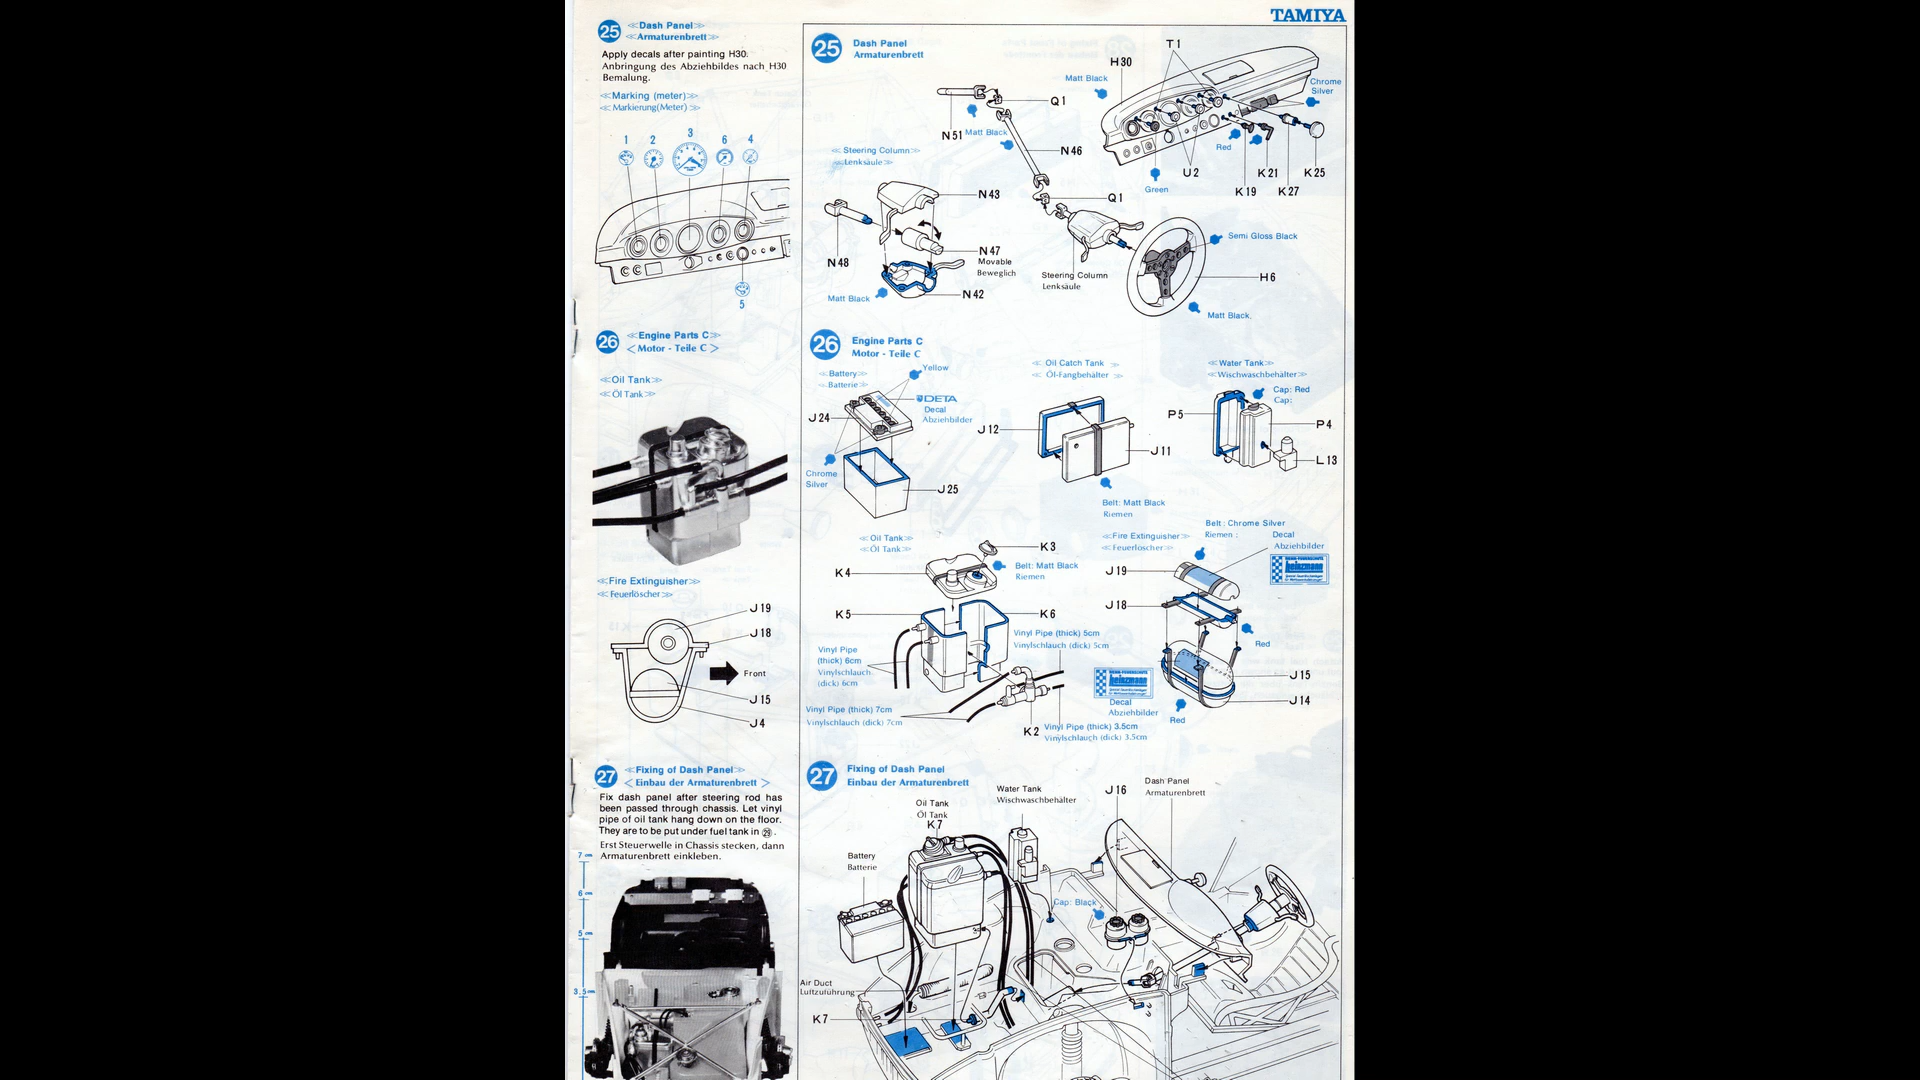 TAMIYA
25 ≪Dash Panel≫
≪Armaturenbrett≫
Apply decals after painting H30.
Anbringung des Abziehbildes nach H30
Bemalung.
≪Marking (meter)≫
≪Markierung(Meter)≫
1 2 3 6 4
5
26 ≪Engine Parts C≫
<Motor - Teile C>
≪Oil Tank≫
≪Öl Tank≫
≪Fire Extinguisher≫
≪Feuerlöscher≫
J19
J18
Front
J15
J4
27 ≪Fixing of Dash Panel≫
<Einbau der Armaturenbrett>
Fix dash panel after steering rod has
been passed through chassis. Let vinyl
pipe of oil tank hang down on the floor.
They are to be put under fuel tank in ㉙.
Erst Steuerwelle in Chassis stecken, dann
Armaturenbrett einkleben.
7cm
6cm
5cm
3.5cm
25 Dash Panel
Armaturenbrett
T1
H30
Matt Black
Chrome
Silver
Q1
N51 Matt Black
N46
Red
U2
K21 K25
K19 K27
Green
≪Steering Column≫
≪Lenksäule≫
N43
Q1
N48
N47
Movable
Beweglich
Matt Black
N42
Steering Column
Lenksäule
Semi Gloss Black
H6
Matt Black.
26 Engine Parts C
Motor - Teile C
≪Battery≫
≪Batterie≫
Yellow
DETA
Decal
Abziehbilder
J24
Chrome
Silver
J25
≪Oil Catch Tank≫
≪Öl-Fangbehälter≫
J12
J11
Belt: Matt Black
Riemen
≪Water Tank≫
≪Wischwaschbehälter≫
Cap: Red
Cap:
P5
P4
L13
≪Oil Tank≫
≪Öl Tank≫
K3
K4
Belt: Matt Black
Riemen
K5
K6
Vinyl Pipe (thick) 5cm
Vinylschlauch (dick) 5cm
Vinyl Pipe
(thick) 6cm
Vinylschlauch
(dick) 6cm
Vinyl Pipe (thick) 7cm
Vinylschlauch (dick) 7cm
K2
Vinyl Pipe (thick) 3.5cm
Vinylschlauch (dick) 3.5cm
≪Fire Extinguisher≫
≪Feuerlöscher≫
Belt: Chrome Silver
Riemen:
Decal
Abziehbilder
heinzmann
J19
J18
Red
heinzmann
Decal
Abziehbilder
J15
J14
Red
27 Fixing of Dash Panel
Einbau der Armaturenbrett
Oil Tank
Öl Tank
K7
Water Tank
Wischwaschbehälter
J16
Dash Panel
Armaturenbrett
Battery
Batterie
Cap: Black
Air Duct
Luftzuführung
K7